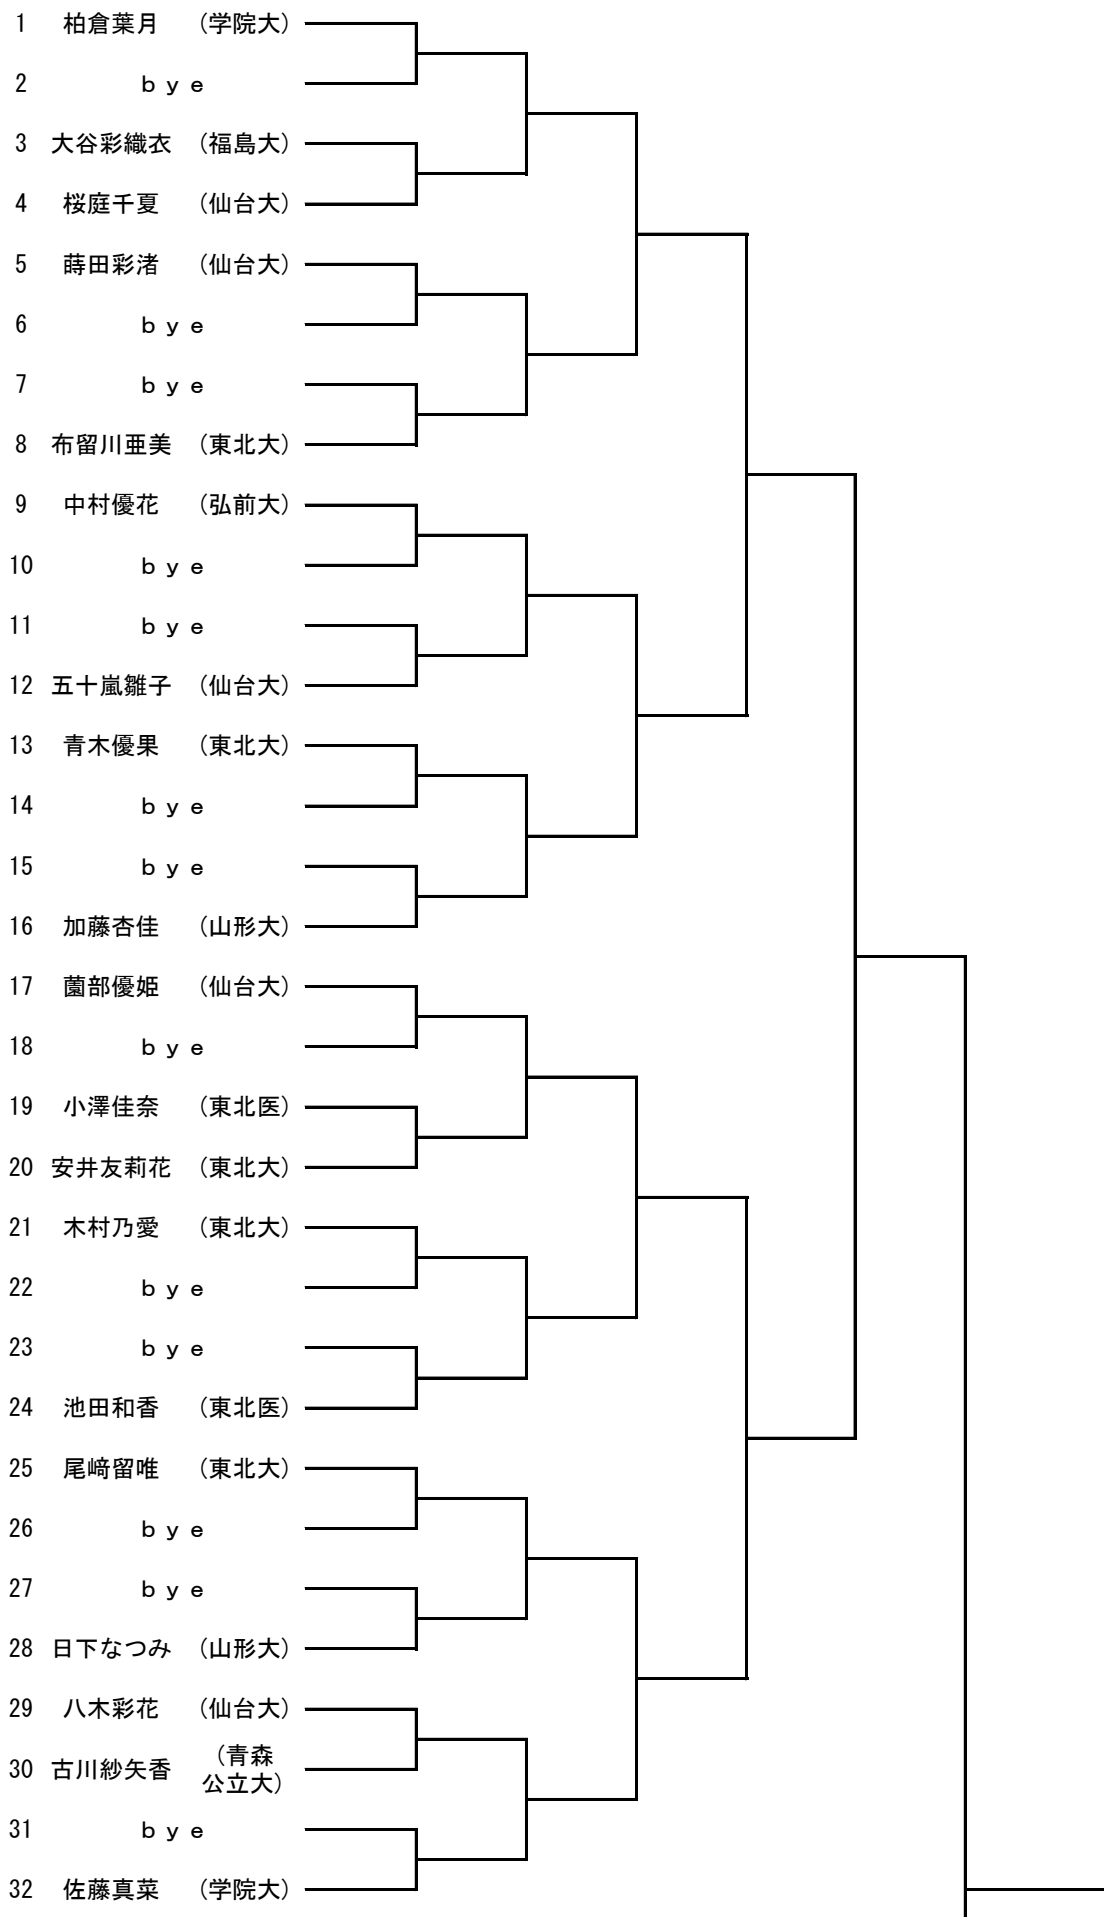 1 柏倉葉月 （学院大）
2 ｂｙｅ
3 大谷彩織衣 （福島大）
4 桜庭千夏 （仙台大）
5 蒔田彩渚 （仙台大）
6 ｂｙｅ
7 ｂｙｅ
8 布留川亜美 （東北大）
9 中村優花 （弘前大）
10 ｂｙｅ
11 ｂｙｅ
12 五十嵐雛子 （仙台大）
13 青木優果 （東北大）
14 ｂｙｅ
15 ｂｙｅ
16 加藤杏佳 （山形大）
17 薗部優姫 （仙台大）
18 ｂｙｅ
19 小澤佳奈 （東北医）
20 安井友莉花 （東北大）
21 木村乃愛 （東北大）
22 ｂｙｅ
23 ｂｙｅ
24 池田和香 （東北医）
25 尾﨑留唯 （東北大）
26 ｂｙｅ
27 ｂｙｅ
28 日下なつみ （山形大）
29 八木彩花 （仙台大）
30 古川紗矢香 （青森
公立大）
31 ｂｙｅ
32 佐藤真菜 （学院大）